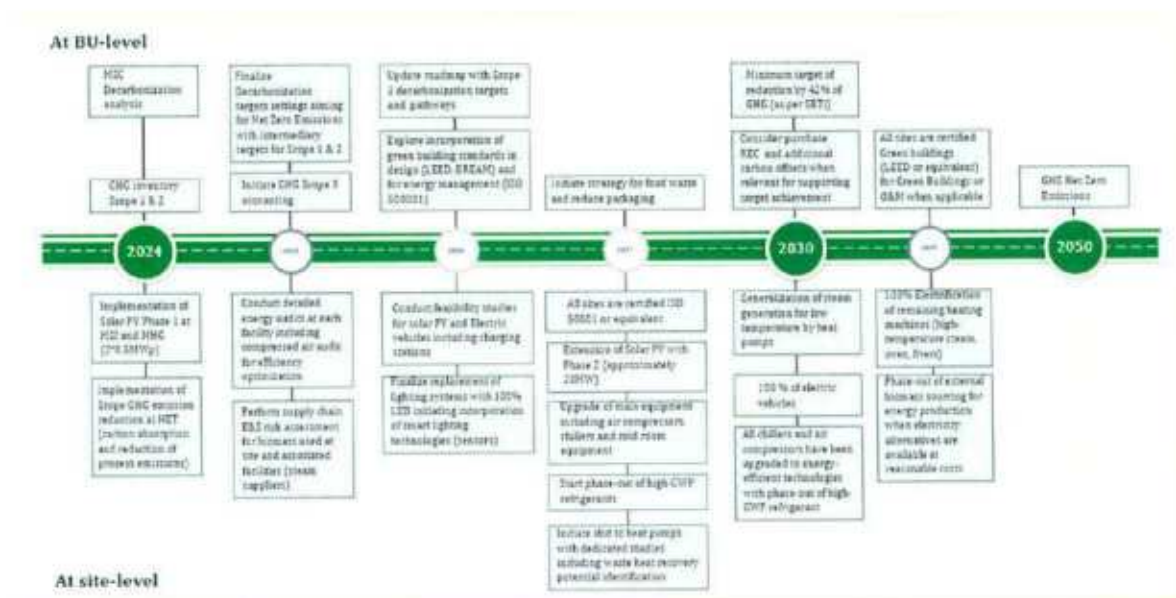 At BU-level
Decarbonization
analysis
GHG inventory
Scope 1 & 2
Finalize
Decarbonization
targets settings aiming
for Net Zero Emissions
with intermediary
targets for Scope 1 & 2
Initiate GHG Scope 3
accounting
Update roadmap with Scope
3 decarbonization targets
and pathways
Explore incorporation of
green building standards in
design (LEED, BREAM) and
for energy management (ISO
50001)
Initiate strategy for food waste
and reduce packaging
Minimum target of
reduction by 42% of
GHG (as per SBTi)
Consider purchase
REC and additional
carbon offsets when
relevant for supporting
target achievement
All sites are certified
Green buildings
(LEED or equivalent)
for Green Buildings or
O&M when applicable
GHG Net Zero
Emissions
2024
2030
2050
Implementation of
Solar PV Phase 1 at
and
Implementation of
GHG emission
reduction at
(carbon absorption
and reduction of
process emissions)
Conduct detailed
energy audits at each
facility including
compressed air audit
for efficiency
optimization
Perform supply chain
E&S risk assessment
for biomass used at
site and associated
facilities (steam
suppliers)
Conduct feasibility studies
for solar PV and Electric
vehicles including charging
stations
Finalize replacement of
lighting systems with 100%
LED initiating incorporation
of smart lighting
technologies (sensors)
All sites are certified ISO
50001 or equivalent
Extension of Solar PV with
Phase 2 (approximately
Upgrade of main equipment
including air compressors,
chillers and cold room
equipment
Start phase-out of high GWP
refrigerants
Initiate shift to heat pumps
with dedicated studies
including waste heat recovery
potential identification
Generalization of steam
generation for low
temperature by heat
pumps
100 % of electric
vehicles
All chillers and air
compressors have been
upgraded to energy-
efficient technologies
with phase out of high-
GWP refrigerant
100% Electrification
of remaining heating
machines (high-
temperature steam,
oven, fryers)
Phase-out of external
biomass sourcing for
energy production
when electricity
alternatives are
available at
reasonable costs
At site-level